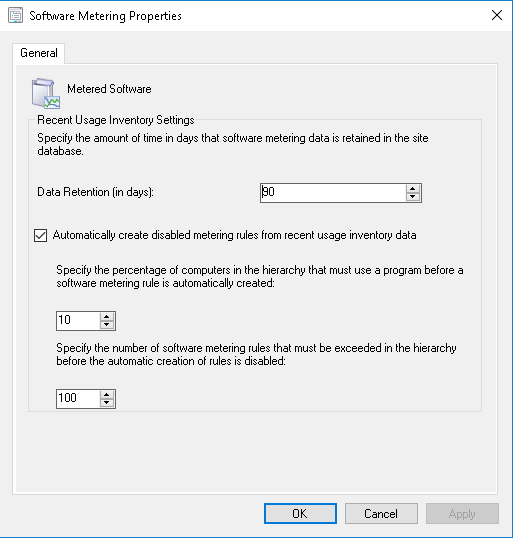 Software Metering Properties
General
Metered Software
Recent Usage Inventory Settings
Specify the amount of time in days that software metering data is retained in the site
database.
Data Retention (in days):
90
Automatically create disabled metering rules from recent usage inventory data
Specify the percentage of computers in the hierarchy that must use a program before a
software metering rule is automatically created:
10
Specify the number of software metering rules that must be exceeded in the hierarchy
before the automatic creation of rules is disabled:
100
OK
Cancel
Apply